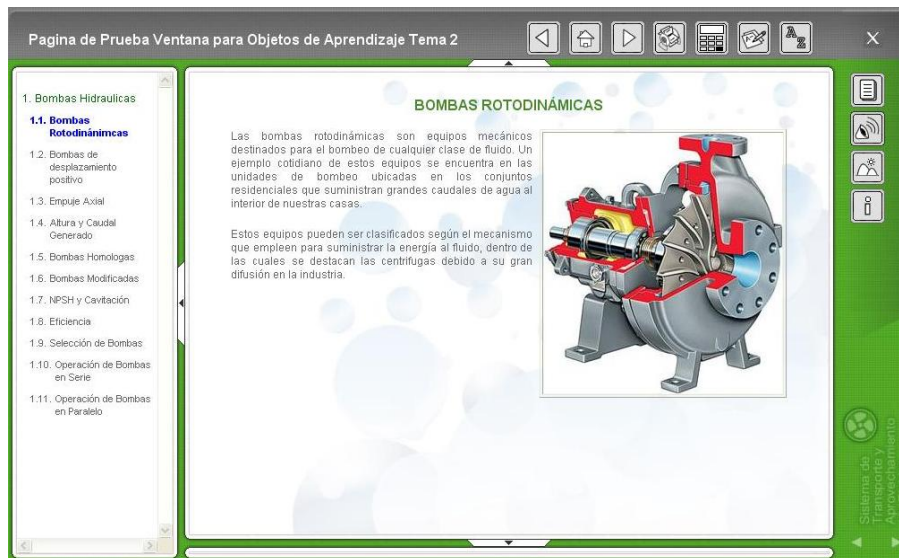 Pagina de Prueba Ventana para Objetos de Aprendizaje Tema 2
A
Z
X
1. Bombas Hidraulicas
1.1. Bombas
Rotodinánimcas
1.2. Bombas de
desplazamiento
positivo
1.3. Empuje Axial
1.4. Altura y Caudal
Generado
1.5. Bombas Homologas
1.6. Bombas Modificadas
1.7. NPSH y Cavitación
1.8. Eficiencia
1.9. Selección de Bombas
1.10. Operación de Bombas
en Serie
1.11. Operación de Bombas
en Paralelo
BOMBAS ROTODINÁMICAS
Las bombas rotodinámicas son equipos mecánicos
destinados para el bombeo de cualquier clase de fluido. Un
ejemplo cotidiano de estos equipos se encuentra en las
unidades de bombeo ubicadas en los conjuntos
residenciales que suministran grandes caudales de agua al
interior de nuestras casas.
Estos equipos pueden ser clasificados según el mecanismo
que empleen para suministrar la energía al fluido, dentro de
las cuales se destacan las centrifugas debido a su gran
difusión en la industria.
Sistema de
Transporte y
Aprovechamiento